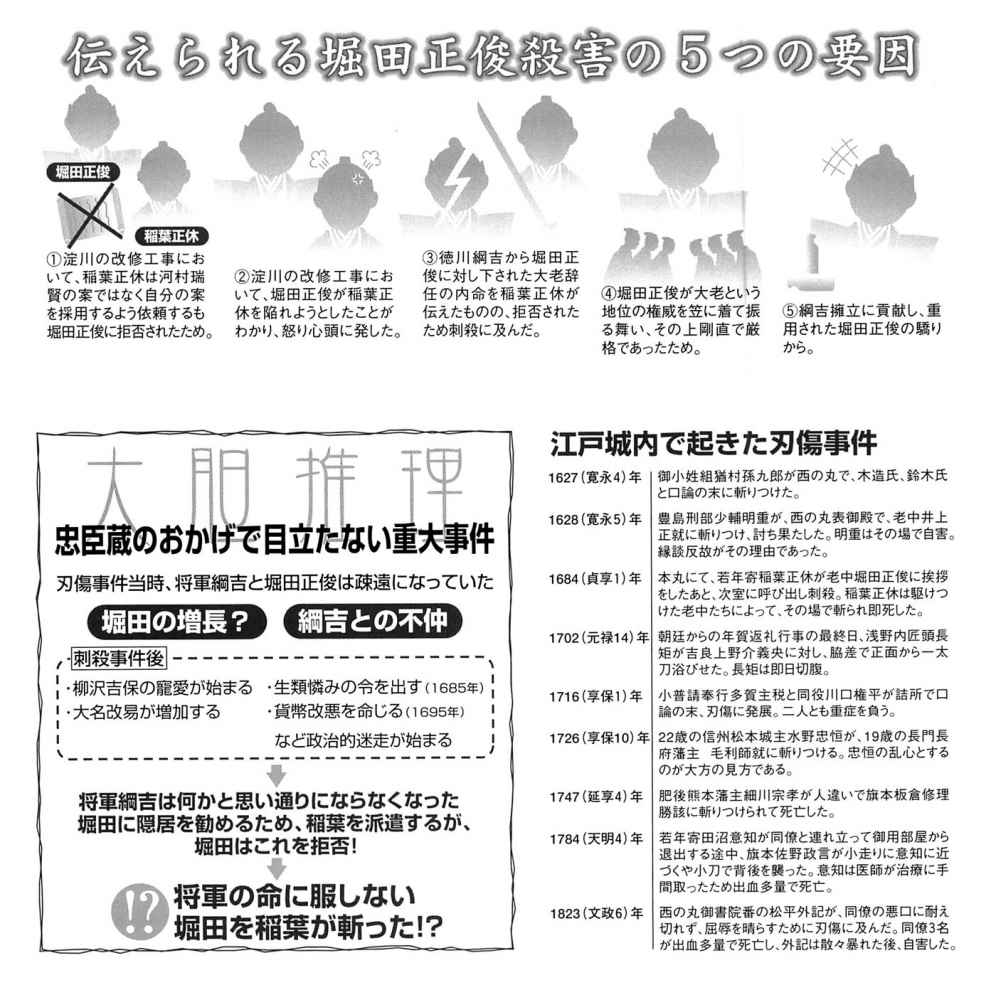 伝えられる堀田正俊殺害の５つの要因
堀田正俊
稲葉正休
①淀川の改修工事にお
いて、稲葉正休は河村瑞
賢の案ではなく自分の案
を採用するよう依頼するも
堀田正俊に拒否されたため。
②淀川の改修工事にお
いて、堀田正俊が稲葉正
休を陥れようとしたことが
わかり、怒り心頭に発した。
③徳川綱吉から堀田正
俊に対し下された大老辞
任の内命を稲葉正休が
伝えたものの、拒否された
ため刺殺に及んだ。
④堀田正俊が大老という
地位の権威を笠に着て振
る舞い、その上剛直で厳
格であったため。
⑤綱吉擁立に貢献し、重
用された堀田正俊の驕り
から。
大胆推理
忠臣蔵のおかげで目立たない重大事件
刃傷事件当時、将軍綱吉と堀田正俊は疎遠になっていた
堀田の増長？ 綱吉との不仲
刺殺事件後
・柳沢吉保の寵愛が始まる ・生類憐みの令を出す（1685年）
・大名改易が増加する ・貨幣改悪を命じる（1695年）
など政治的迷走が始まる
将軍綱吉は何かと思い通りにならなくなった
堀田に隠居を勧めるため、稲葉を派遣するが、
堀田はこれを拒否！
!? 将軍の命に服しない
堀田を稲葉が斬った!?
江戸城内で起きた刃傷事件
1627（寛永4）年 御小姓組猶村孫九郎が西の丸で、木造氏、鈴木氏
と口論の末に斬りつけた。
1628（寛永5）年 豊島刑部少輔明重が、西の丸表御殿で、老中井上
正就に斬りつけ、討ち果たした。明重はその場で自害。
縁談反故がその理由であった。
1684（貞享1）年 本丸にて、若年寄稲葉正休が老中堀田正俊に挨拶
をしたあと、次室に呼び出し刺殺。稲葉正休は駆けつ
けた老中たちによって、その場で斬られ即死した。
1702（元禄14）年 朝廷からの年賀返礼行事の最終日、浅野内匠頭長
矩が吉良上野介義央に対し、脇差で正面から一太
刀浴びせた。長矩は即日切腹。
1716（享保1）年 小普請奉行多賀主税と同役川口権平が詰所で口
論の末、刃傷に発展。二人とも重症を負う。
1726（享保10）年 22歳の信州松本城主水野忠恒が、19歳の長門長
府藩主 毛利師就に斬りつける。忠恒の乱心とする
のが大方の見方である。
1747（延享4）年 肥後熊本藩主細川宗孝が人違いで旗本板倉修理
勝該に斬りつけられて死亡した。
1784（天明4）年 若年寄田沼意知が同僚と連れ立って御用部屋から
退出する途中、旗本佐野政言が小走りに意知に近
づくや小刀で背後を襲った。意知は医師が治療に手
間取ったため出血多量で死亡。
1823（文政6）年 西の丸御書院番の松平外記が、同僚の悪口に耐え
切れず、屈辱を晴らすために刃傷に及んだ。同僚3名
が出血多量で死亡し、外記は散々暴れた後、自害した。